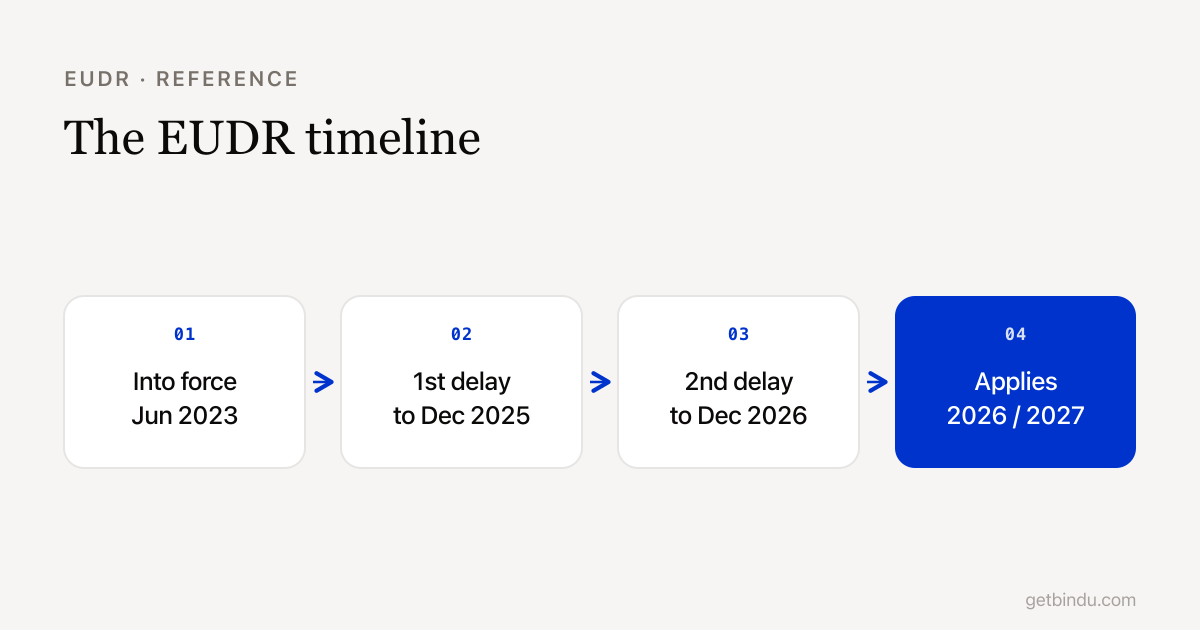 EUDR · REFERENCE
The EUDR timeline
01
Into force
Jun 2023
02
1st delay
to Dec 2025
03
2nd delay
to Dec 2026
04
Applies
2026 / 2027
getbindu.com